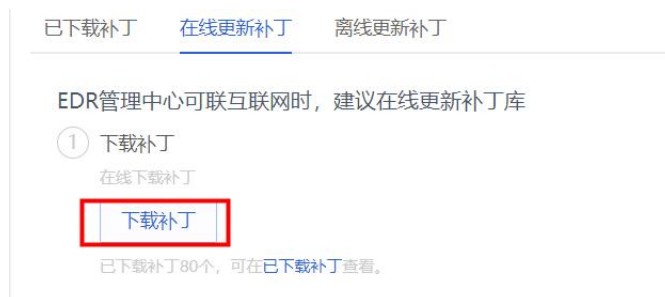 已下载补丁 在线更新补丁 离线更新补丁
EDR管理中心可联互联网时，建议在线更新补丁库
1 下载补丁
在线下载补丁
下载补丁
已下载补丁80个，可在已下载补丁查看。